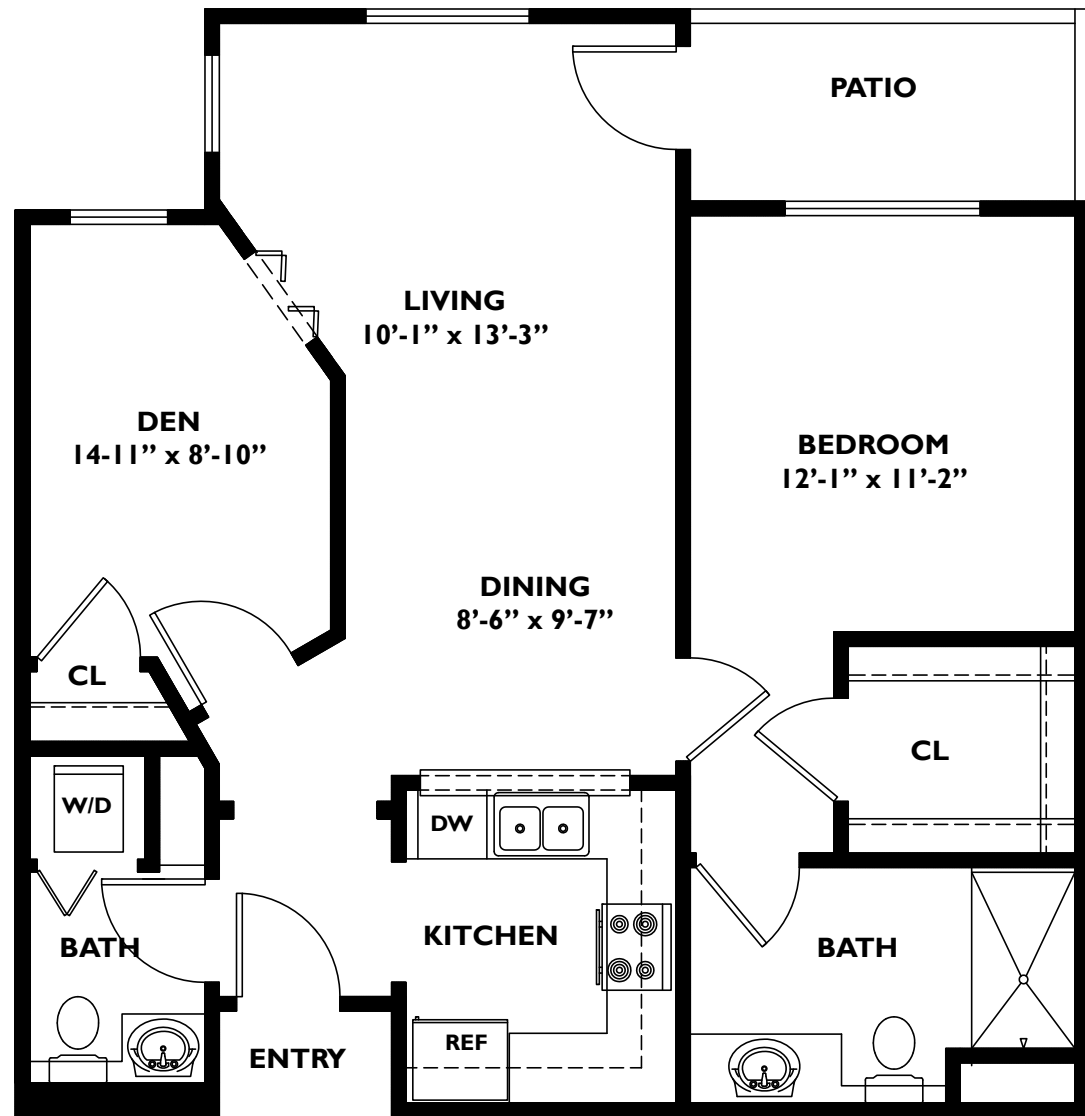 PATIO
LIVING
10’-1” x 13’-3”
DEN
14-11” x 8’-10”
BEDROOM
12’-1” x 11’-2”
DINING
8’-6” x 9’-7”
CL
CL
W/D
DW
KITCHEN
BATH
BATH
REF
ENTRY